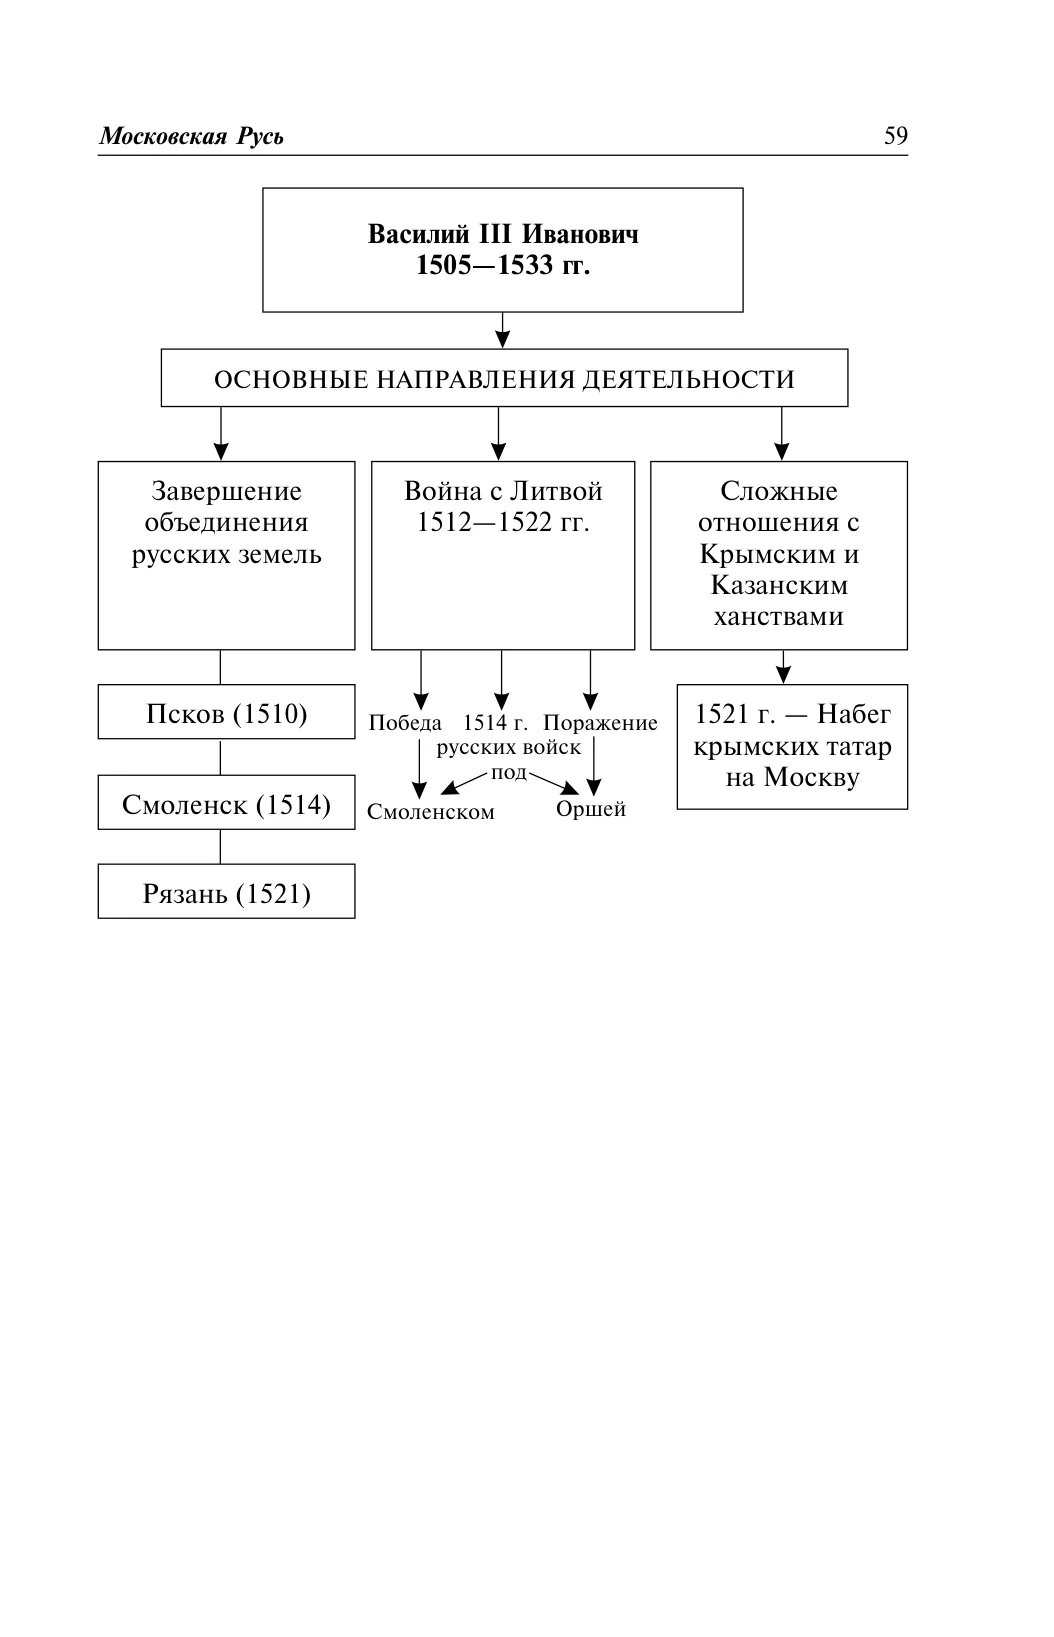 Московская Русь 59
Василий III Иванович
1505—1533 гг.
ОСНОВНЫЕ НАПРАВЛЕНИЯ ДЕЯТЕЛЬНОСТИ
Завершение
объединения
русских земель
Псков (1510)
Смоленск (1514)
Рязань (1521)
Война с Литвой
1512—1522 гг.
Победа 1514 г. Поражение
русских войск
под
Смоленском Оршей
Сложные
отношения с
Крымским и
Казанским
ханствами
1521 г. — Набег
крымских татар
на Москву